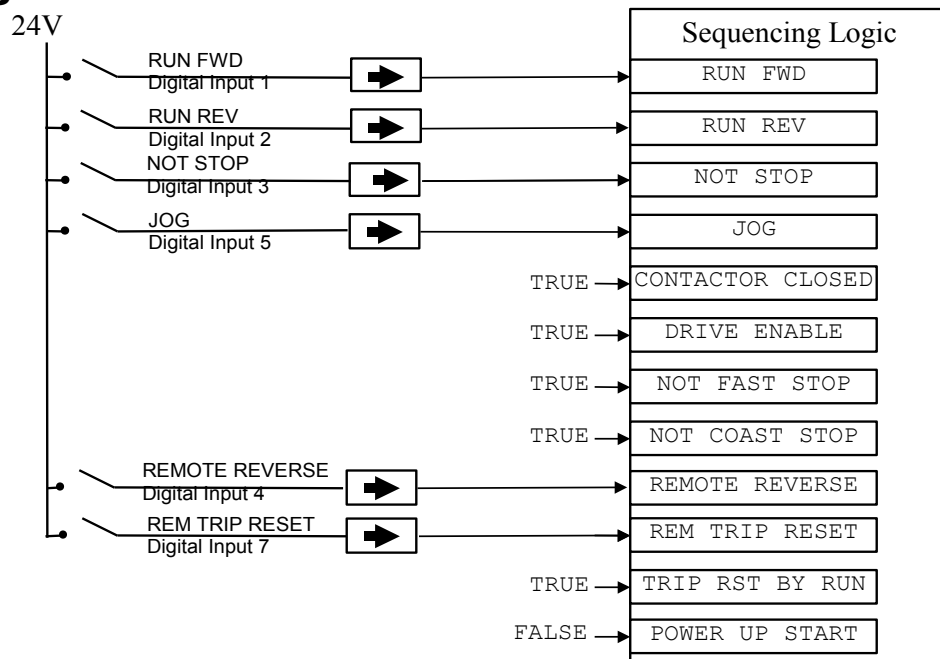 24V
Sequencing Logic
RUN FWD
Digital Input 1
RUN FWD
RUN REV
Digital Input 2
RUN REV
NOT STOP
Digital Input 3
NOT STOP
JOG
Digital Input 5
JOG
TRUE CONTACTOR CLOSED
TRUE DRIVE ENABLE
TRUE NOT FAST STOP
TRUE NOT COAST STOP
REMOTE REVERSE
Digital Input 4
REMOTE REVERSE
REM TRIP RESET
Digital Input 7
REM TRIP RESET
TRUE TRIP RST BY RUN
FALSE POWER UP START